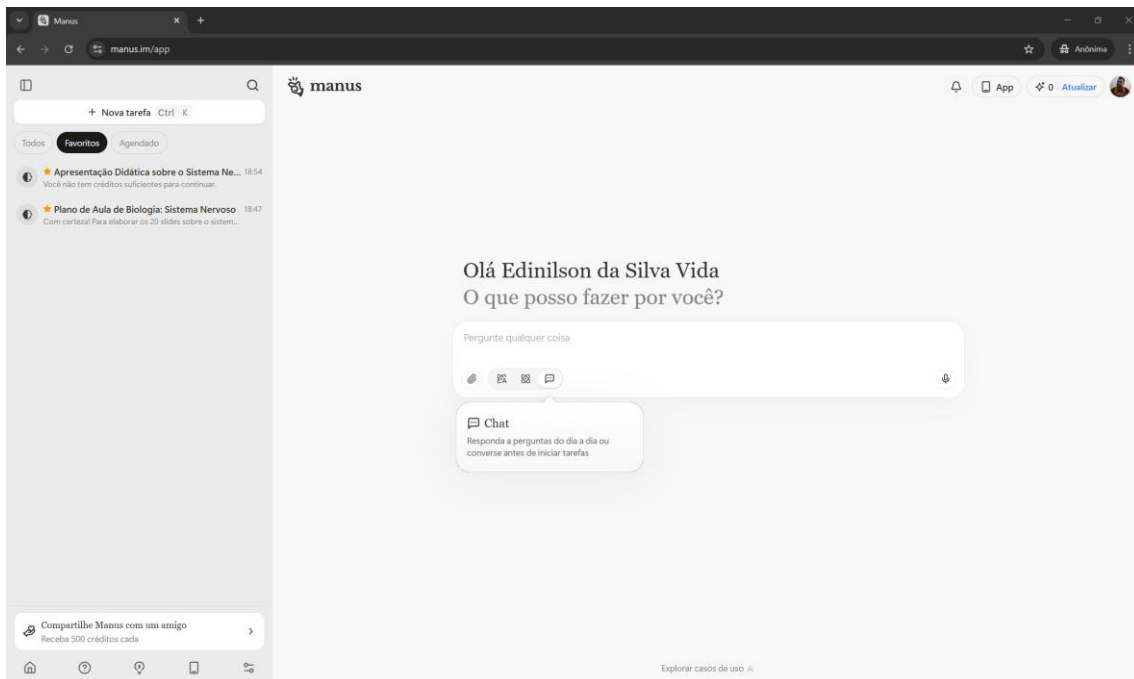 Manus
manus.im/app
Anônima
+ Nova tarefa Ctrl K
Todos Favoritos Agendado
Apresentação Didática sobre o Sistema Ne... 18:54
Você não tem créditos suficientes para continuar.
Plano de Aula de Biologia: Sistema Nervoso 18:47
Com certeza! Para elaborar os 20 slides sobre o sistem...
Compartilhe Manus com um amigo
Receba 500 créditos cada
manus
App 0 Atualizar
Olá Edinilson da Silva Vida
O que posso fazer por você?
Pergunte qualquer coisa
Chat
Responda a perguntas do dia a dia ou
converse antes de iniciar tarefas
Explorar casos de uso